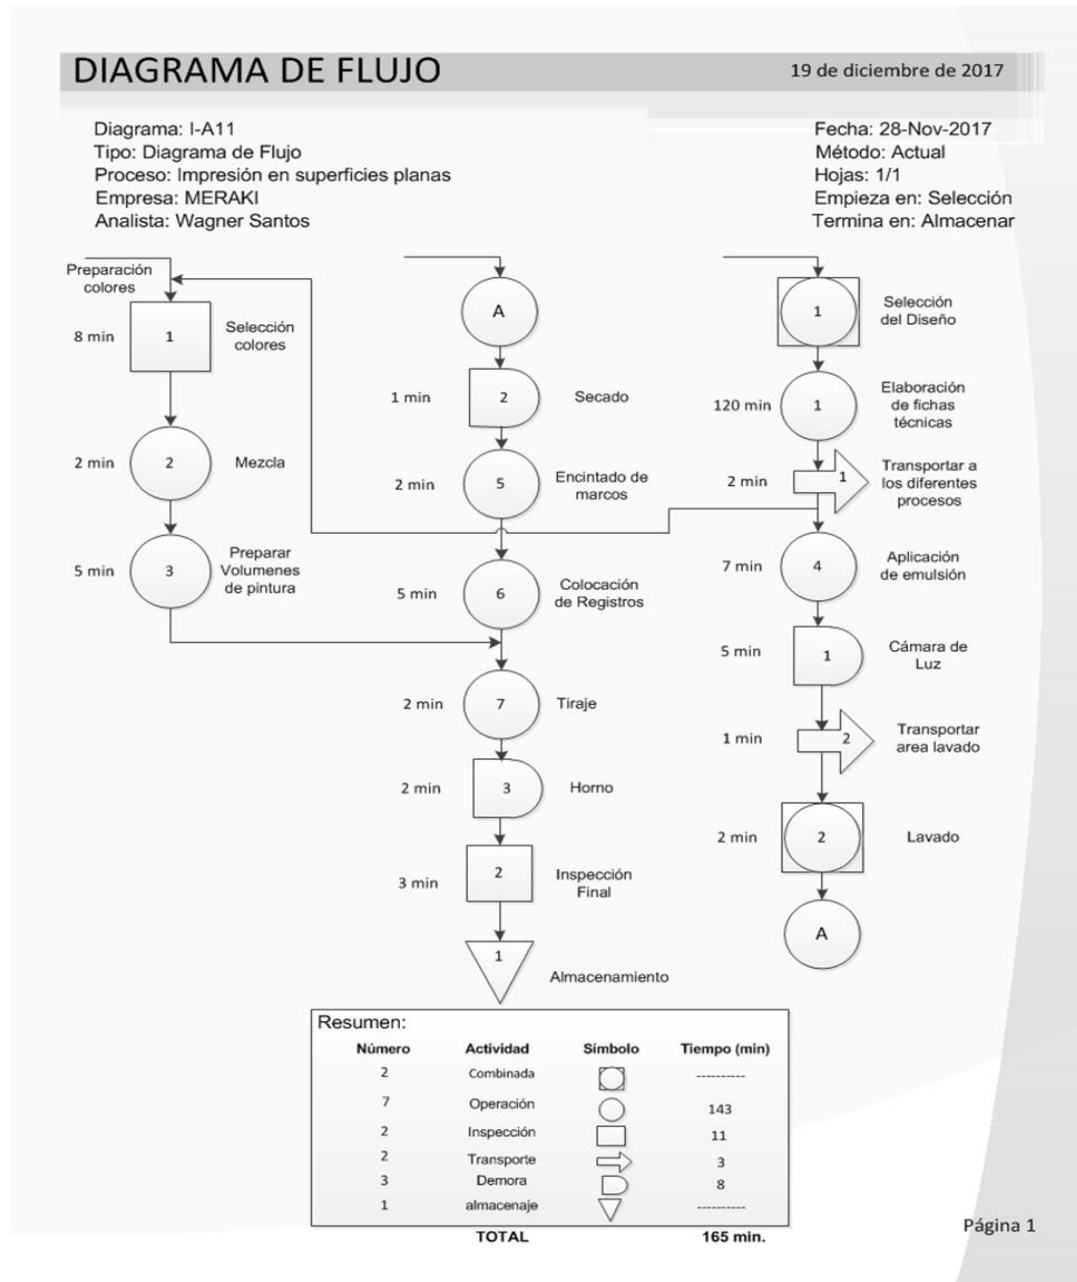 DIAGRAMA DE FLUJO
19 de diciembre de 2017
Diagrama: I-A11
Tipo: Diagrama de Flujo
Proceso: Impresión en superficies planas
Empresa: MERAKI
Analista: Wagner Santos
Fecha: 28-Nov-2017
Método: Actual
Hojas: 1/1
Empieza en: Selección
Termina en: Almacenar
Preparación
colores
8 min
1
Selección
colores
2 min
2
Mezcla
5 min
3
Preparar
Volumenes
de pintura
A
1 min
2
Secado
2 min
5
Encintado de
marcos
5 min
6
Colocación
de Registros
2 min
7
Tiraje
2 min
3
Horno
3 min
2
Inspección
Final
1
Almacenamiento
1
Selección
del Diseño
120 min
1
Elaboración
de fichas
técnicas
2 min
1
Transportar a
los diferentes
procesos
7 min
4
Aplicación
de emulsión
5 min
1
Cámara de
Luz
1 min
2
Transportar
area lavado
2 min
2
Lavado
A
Resumen:
Número Actividad Símbolo Tiempo (min)
2 Combinada ----------
7 Operación 143
2 Inspección 11
2 Transporte 3
3 Demora 8
1 almacenaje ----------
TOTAL 165 min.
Página 1